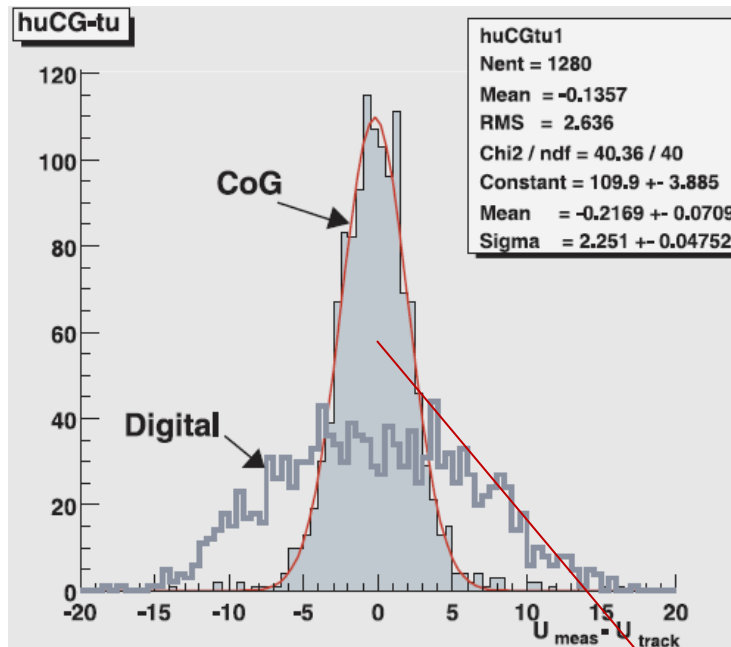 huCG-tu
huCGtu1
Nent = 1280
Mean = -0.1357
RMS = 2.636
Chi2 / ndf = 40.36 / 40
Constant = 109.9 +- 3.885
Mean = -0.2169 +- 0.0709
Sigma = 2.251 +- 0.04752
120
100
80
60
40
20
0
CoG
Digital
-20 -15 -10 -5 0 5 10 15 20
U meas - U track